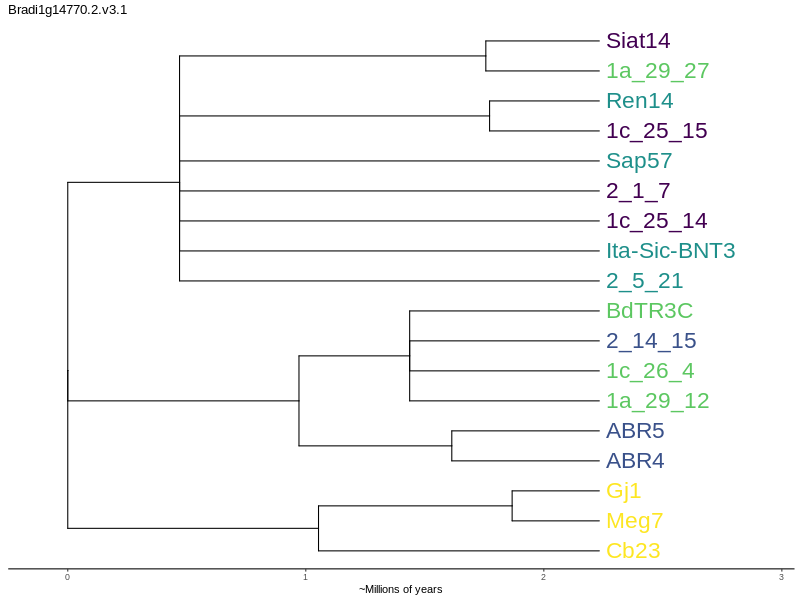 Bradi1g14770.2.v3.1
Siat14
1a_29_27
Ren14
1c_25_15
Sap57
2_1_7
1c_25_14
Ita-Sic-BNT3
2_5_21
BdTR3C
2_14_15
1c_26_4
1a_29_12
ABR5
ABR4
Gj1
Meg7
Cb23
0 1 2 3
~Millions of years